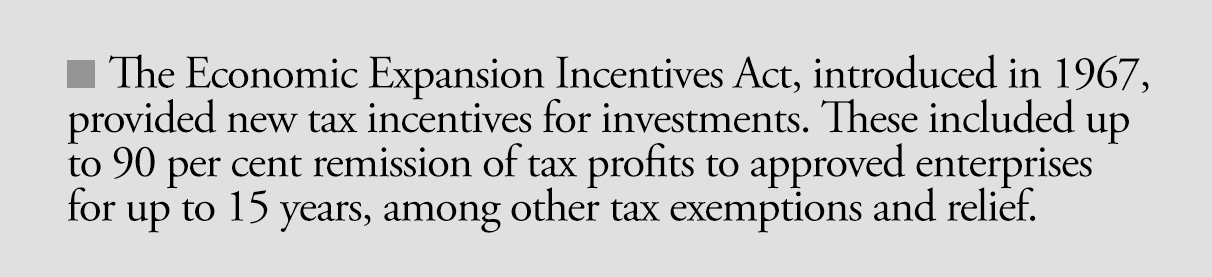 The Economic Expansion Incentives Act, introduced in 1967,
provided new tax incentives for investments. These included up
to 90 per cent remission of tax profits to approved enterprises
for up to 15 years, among other tax exemptions and relief.